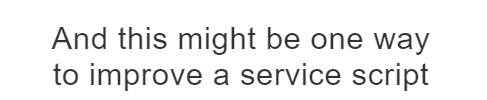 And this might be one way
to improve a service script